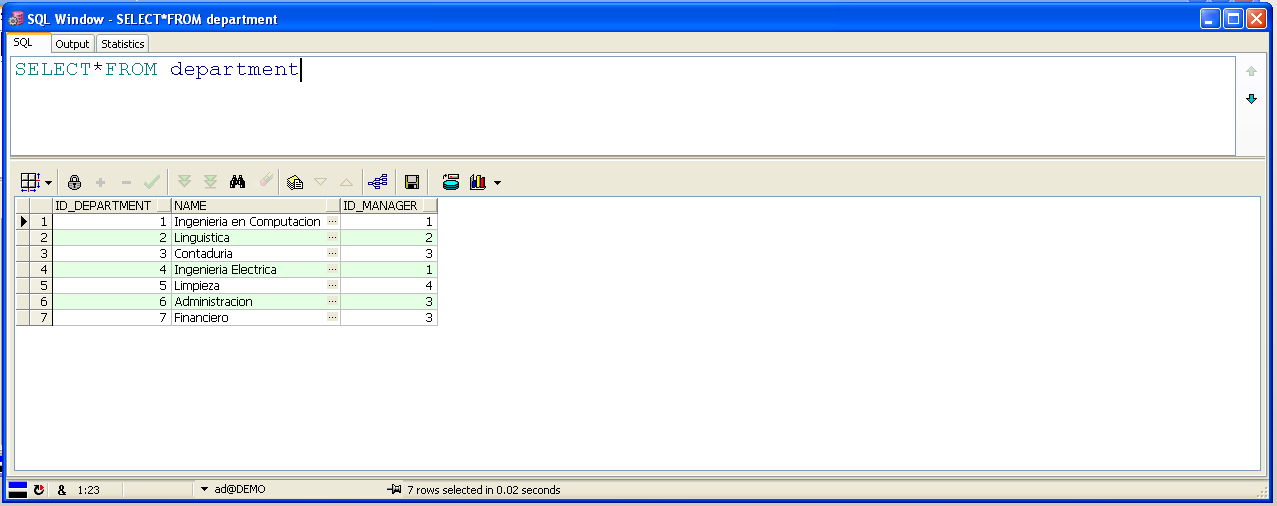 SQL Window - SELECT*FROM department
SQL Output Statistics
SELECT*FROM department
ID_DEPARTMENT NAME ID_MANAGER
1 1 Ingenieria en Computacion ... 1
2 2 Linguistica ... 2
3 3 Contaduria ... 3
4 4 Ingenieria Electrica ... 1
5 5 Limpieza ... 4
6 6 Administracion ... 3
7 7 Financiero ... 3
& 1:23 ad@DEMO 7 rows selected in 0.02 seconds